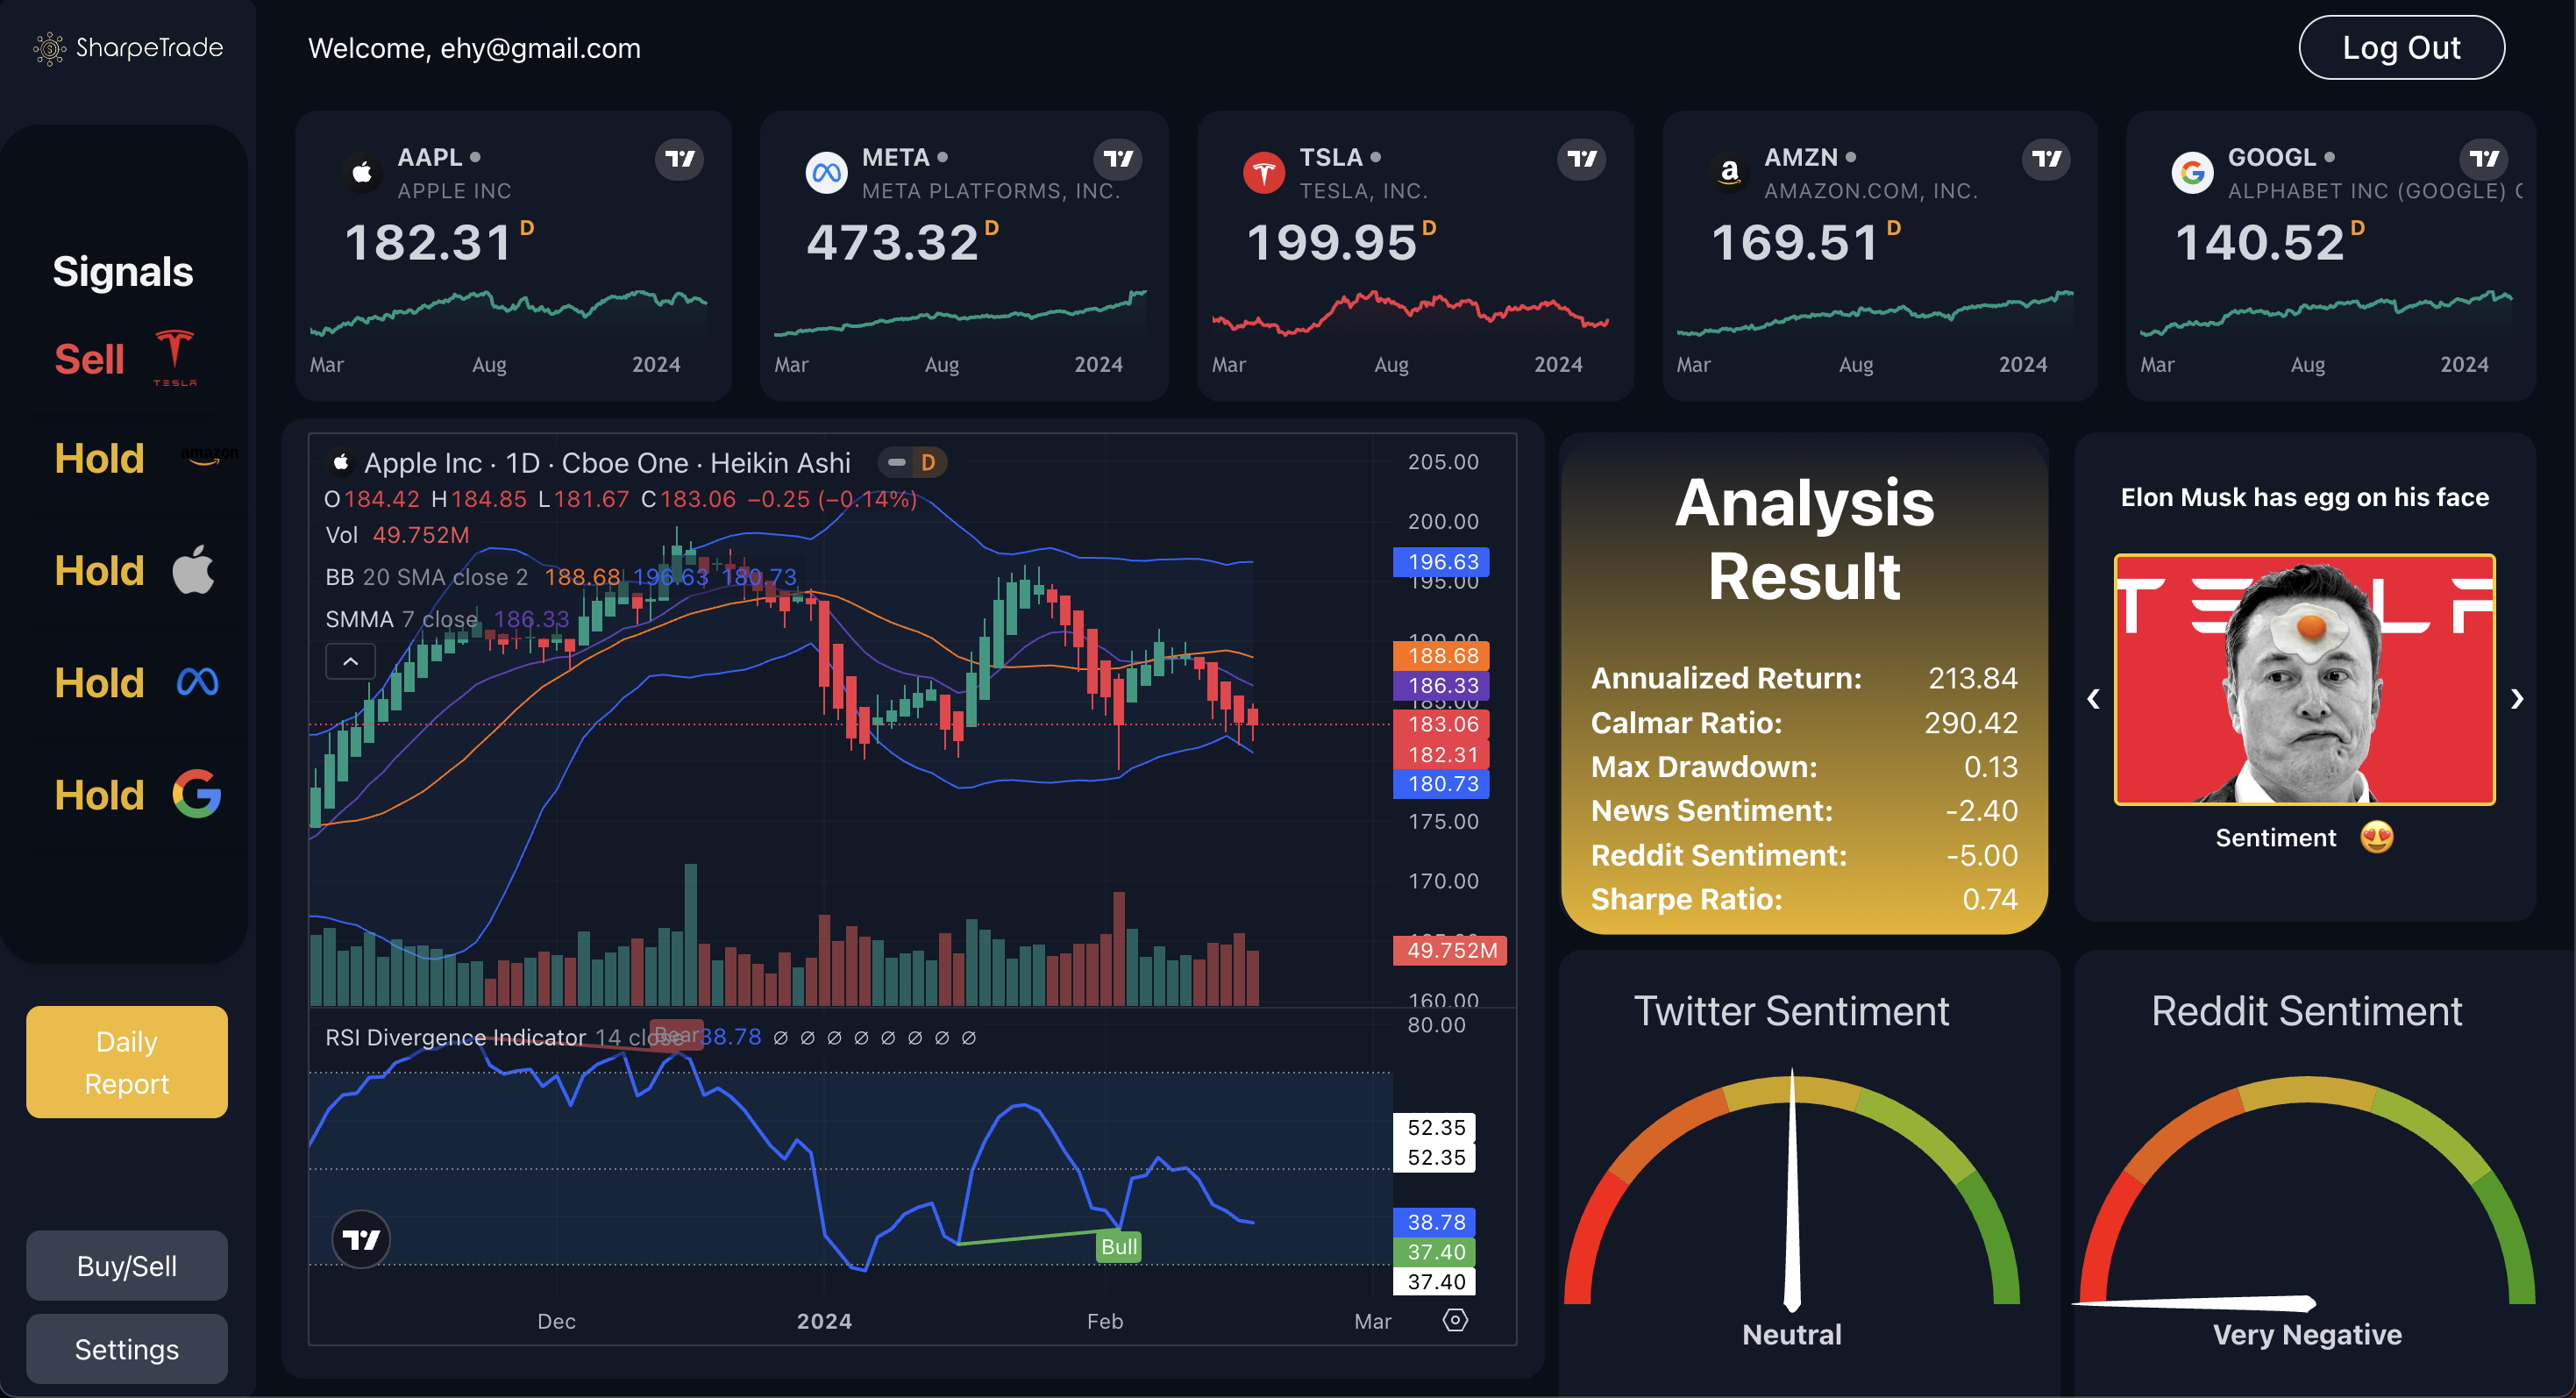 SharpeTrade
Welcome, ehy@gmail.com
Log Out
Signals
Sell
TESLA
Hold
amazon
Hold
Hold
Hold
Daily
Report
Buy/Sell
Settings
AAPL
APPLE INC
182.31 D
Mar Aug 2024
META
META PLATFORMS, INC.
473.32 D
Mar Aug 2024
TSLA
TESLA, INC.
199.95 D
Mar Aug 2024
AMZN
AMAZON.COM, INC.
169.51 D
Mar Aug 2024
GOOGL
ALPHABET INC (GOOGLE) C
140.52 D
Mar Aug 2024
Apple Inc · 1D · Cboe One · Heikin Ashi D
O184.42 H184.85 L181.67 C183.06 −0.25 (−0.14%)
Vol 49.752M
BB 20 SMA close 2 188.68 196.63 180.73
SMMA 7 close 186.33
205.00
200.00
196.63
195.00
190.00
188.68
186.33
185.00
183.06
182.31
180.73
175.00
170.00
49.752M
160.00
RSI Divergence Indicator 14 close Bear 38.78 ∅ ∅ ∅ ∅ ∅ ∅ ∅ ∅
80.00
52.35
52.35
38.78
Bull
37.40
37.40
Dec 2024 Feb Mar
Analysis
Result
Annualized Return: 213.84
Calmar Ratio: 290.42
Max Drawdown: 0.13
News Sentiment: -2.40
Reddit Sentiment: -5.00
Sharpe Ratio: 0.74
Elon Musk has egg on his face
TESLA
Sentiment
Twitter Sentiment
Neutral
Reddit Sentiment
Very Negative